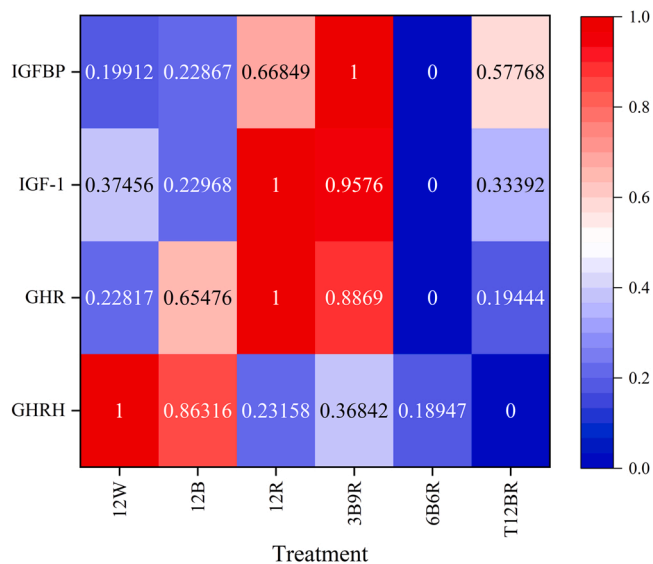 IGFBP 0.19912 0.22867 0.66849 1 0 0.57768
IGF-1 0.37456 0.22968 1 0.9576 0 0.33392
GHR 0.22817 0.65476 1 0.8869 0 0.19444
GHRH 1 0.86316 0.23158 0.36842 0.18947 0
12W 12B 12R 3B9R 6B6R T12BR
Treatment
1.0
0.8
0.6
0.4
0.2
0.0